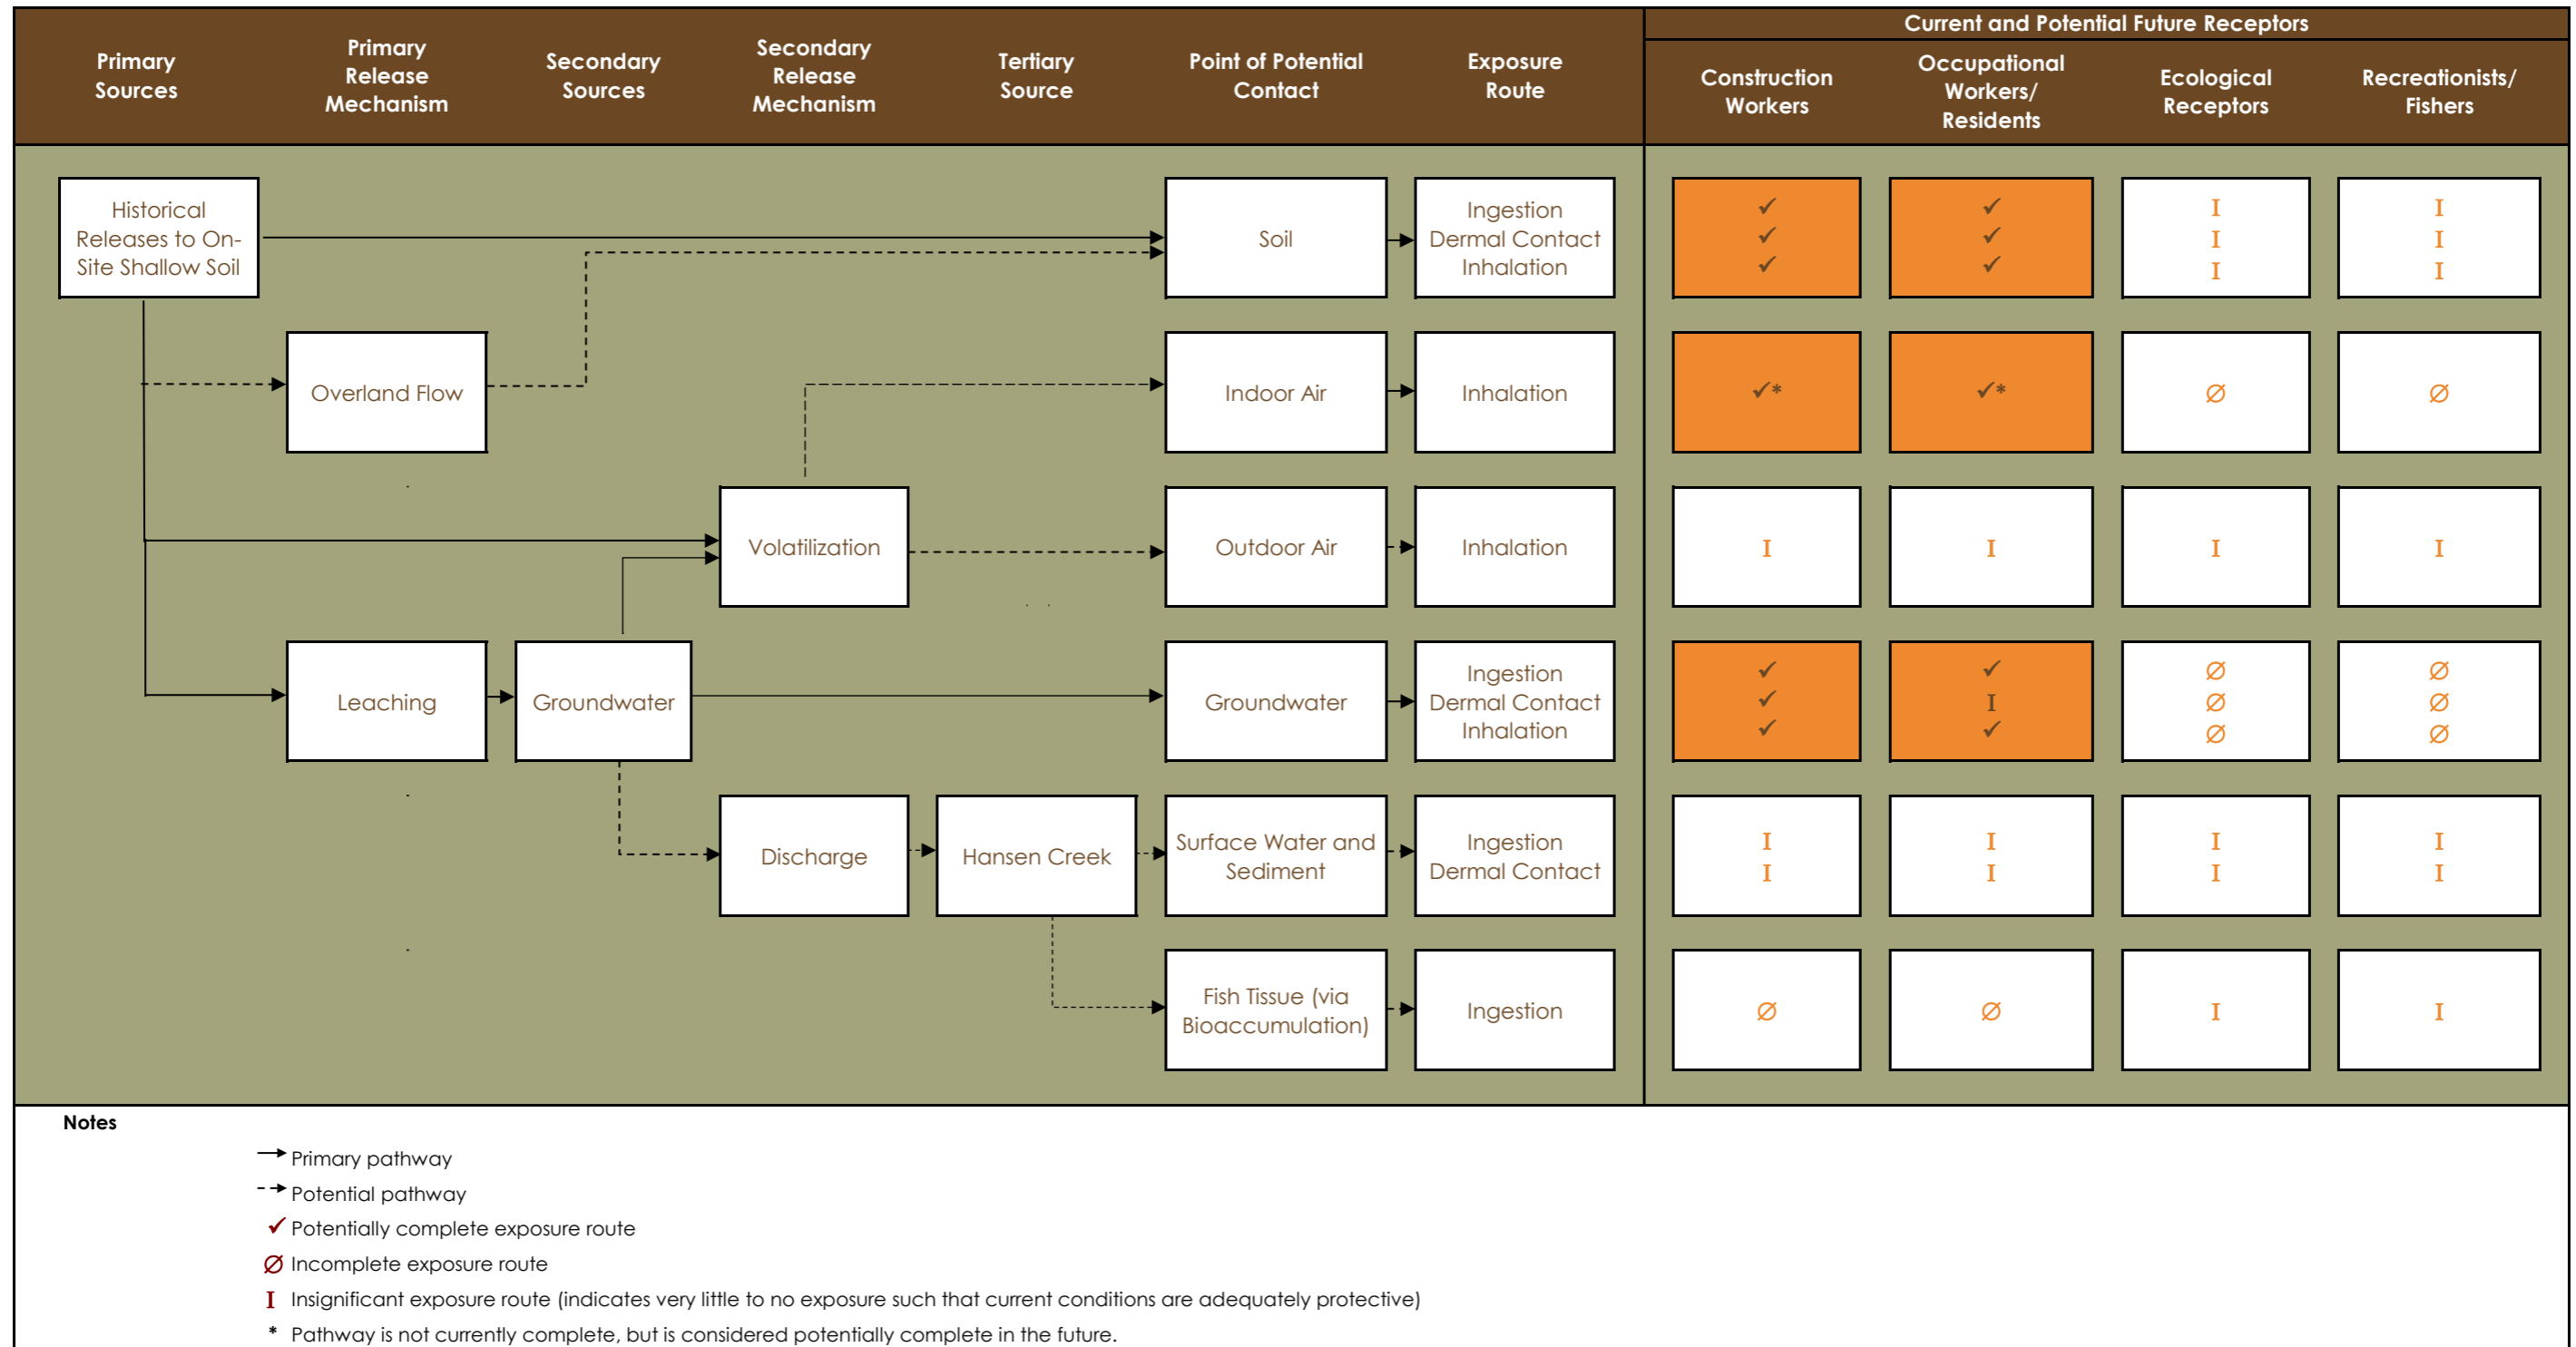 Current and Potential Future Receptors
Primary
Sources
Primary
Release
Mechanism
Secondary
Sources
Secondary
Release
Mechanism
Tertiary
Source
Point of Potential
Contact
Exposure
Route
Construction
Workers
Occupational
Workers/
Residents
Ecological
Receptors
Recreationists/
Fishers
Historical
Releases to On-
Site Shallow Soil
Soil
Ingestion
Dermal Contact
Inhalation
✓
✓
✓
✓
✓
✓
I
I
I
I
I
I
Overland Flow
Indoor Air
Inhalation
✓*
✓*
∅
∅
Volatilization
Outdoor Air
Inhalation
I
I
I
I
Leaching
Groundwater
Groundwater
Ingestion
Dermal Contact
Inhalation
✓
✓
✓
✓
I
✓
∅
∅
∅
∅
∅
∅
Discharge
Hansen Creek
Surface Water and
Sediment
Ingestion
Dermal Contact
I
I
I
I
I
I
I
I
Fish Tissue (via
Bioaccumulation)
Ingestion
∅
∅
I
I
Notes
Primary pathway
Potential pathway
✓ Potentially complete exposure route
∅ Incomplete exposure route
I Insignificant exposure route (indicates very little to no exposure such that current conditions are adequately protective)
* Pathway is not currently complete, but is considered potentially complete in the future.